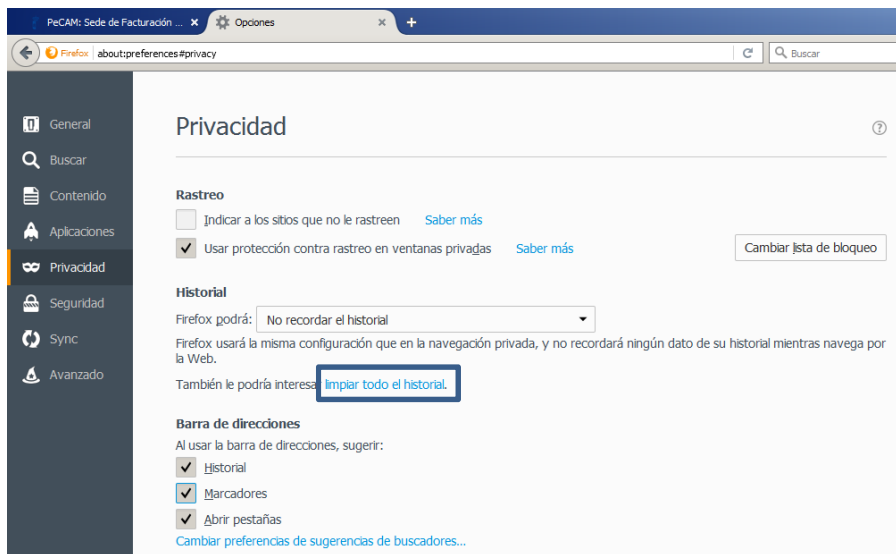 PeCAM: Sede de Facturación ...
Opciones
Firefox about:preferences#privacy
Buscar
General
Buscar
Contenido
Aplicaciones
Privacidad
Seguridad
Sync
Avanzado
Privacidad
Rastreo
Indicar a los sitios que no le rastreen Saber más
Usar protección contra rastreo en ventanas privadas Saber más
Cambiar lista de bloqueo
Historial
Firefox podrá: No recordar el historial
Firefox usará la misma configuración que en la navegación privada, y no recordará ningún dato de su historial mientras navega por
la Web.
También le podría interesa limpiar todo el historial.
Barra de direcciones
Al usar la barra de direcciones, sugerir:
Historial
Marcadores
Abrir pestañas
Cambiar preferencias de sugerencias de buscadores...